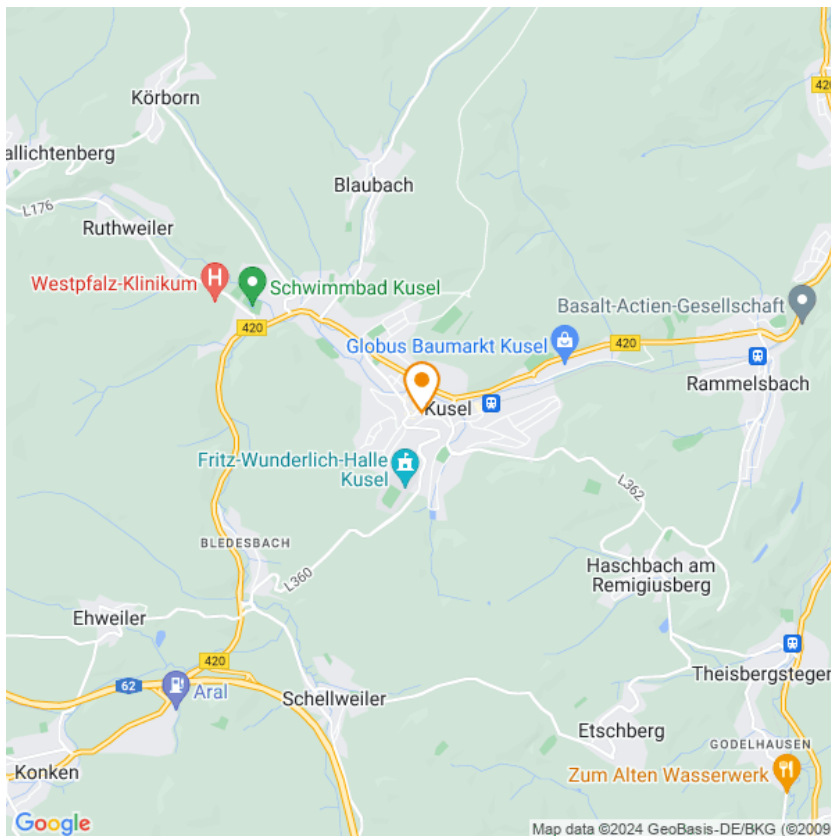 420
Körborn
allichtenberg
Blaubach
L176
Ruthweiler
Westpfalz-Klinikum
H
Schwimmbad Kusel
Basalt-Actien-Gesellschaft
420
Globus Baumarkt Kusel
420
Rammelsbach
Kusel
Fritz-Wunderlich-Halle
Kusel
L362
BLEDESBACH
L360
Haschbach am
Remigiusberg
Ehweiler
420
Theisbergstegen
62
Aral
Schellweiler
Etschberg
GODELHAUSEN
Konken
Zum Alten Wasserwerk
Google
Map data ©2024 GeoBasis-DE/BKG (©2009